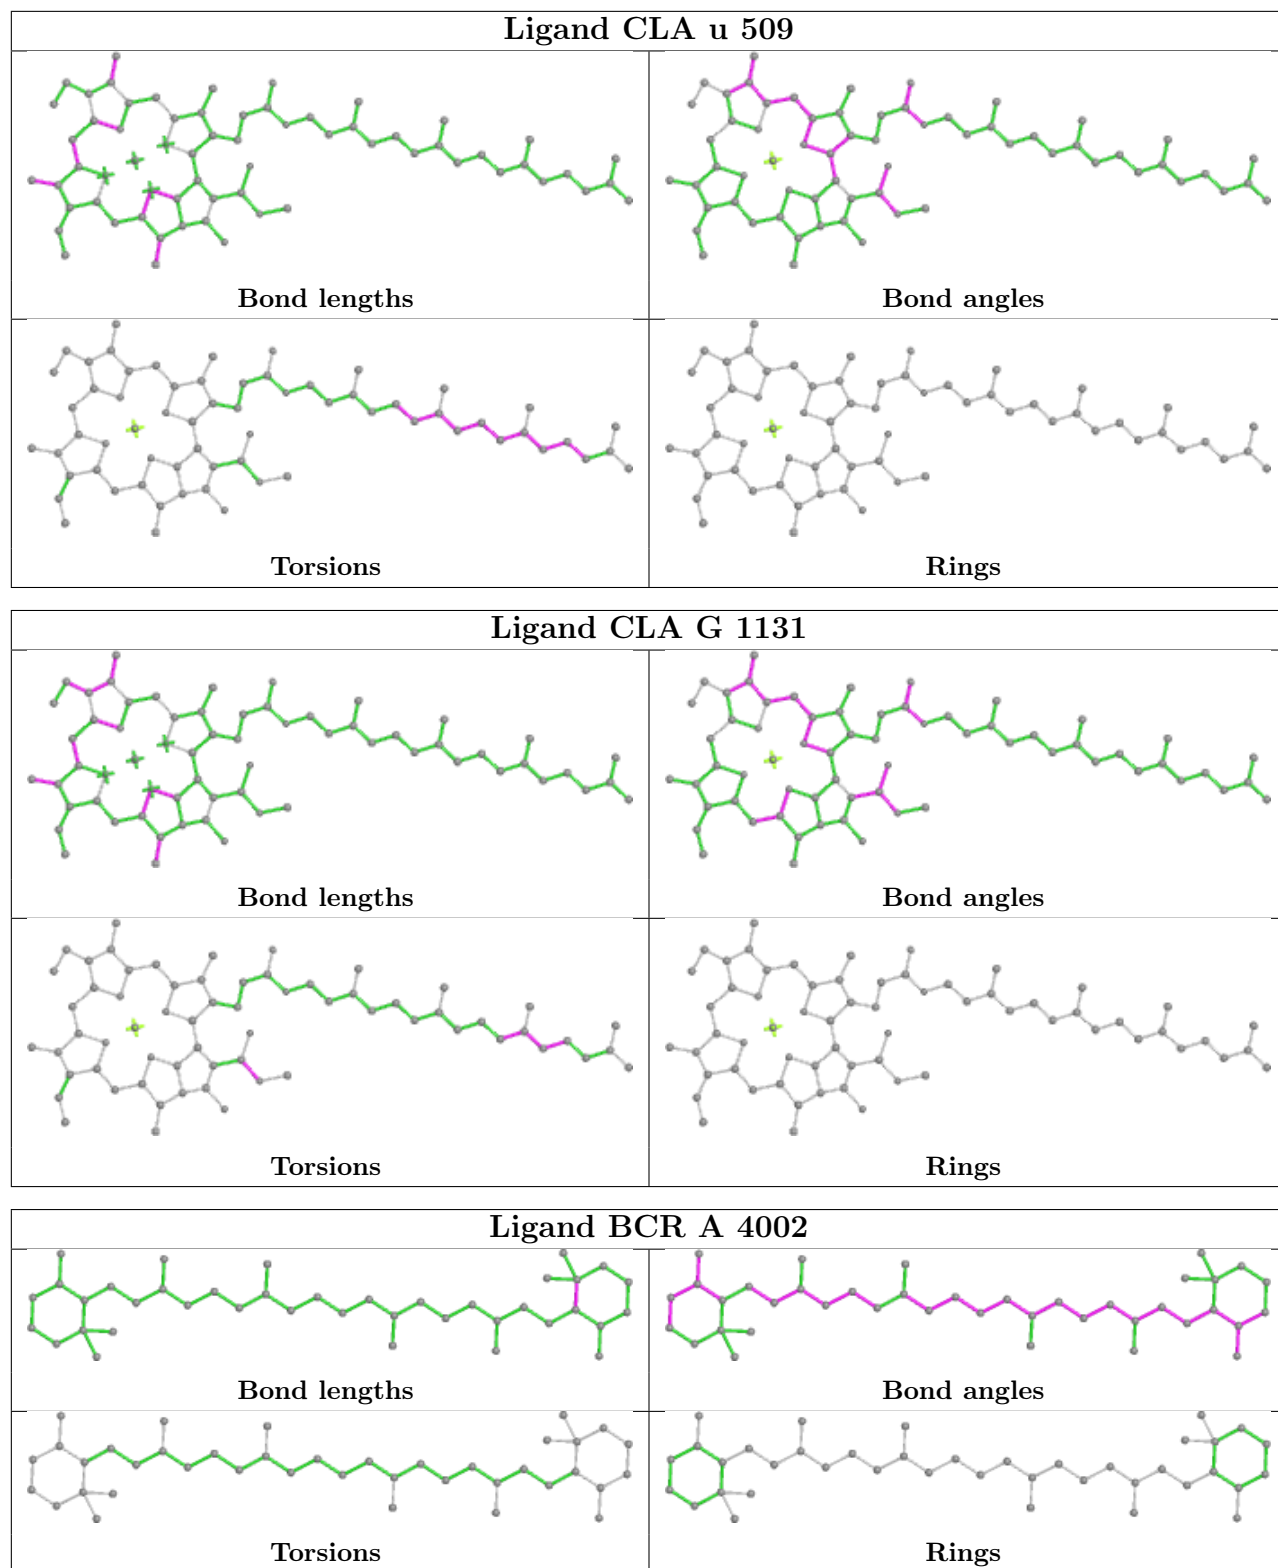 Ligand CLA u 509
Bond lengths
Bond angles
Torsions
Rings
Ligand CLA G 1131
Bond lengths
Bond angles
Torsions
Rings
Ligand BCR A 4002
Bond lengths
Bond angles
Torsions
Rings